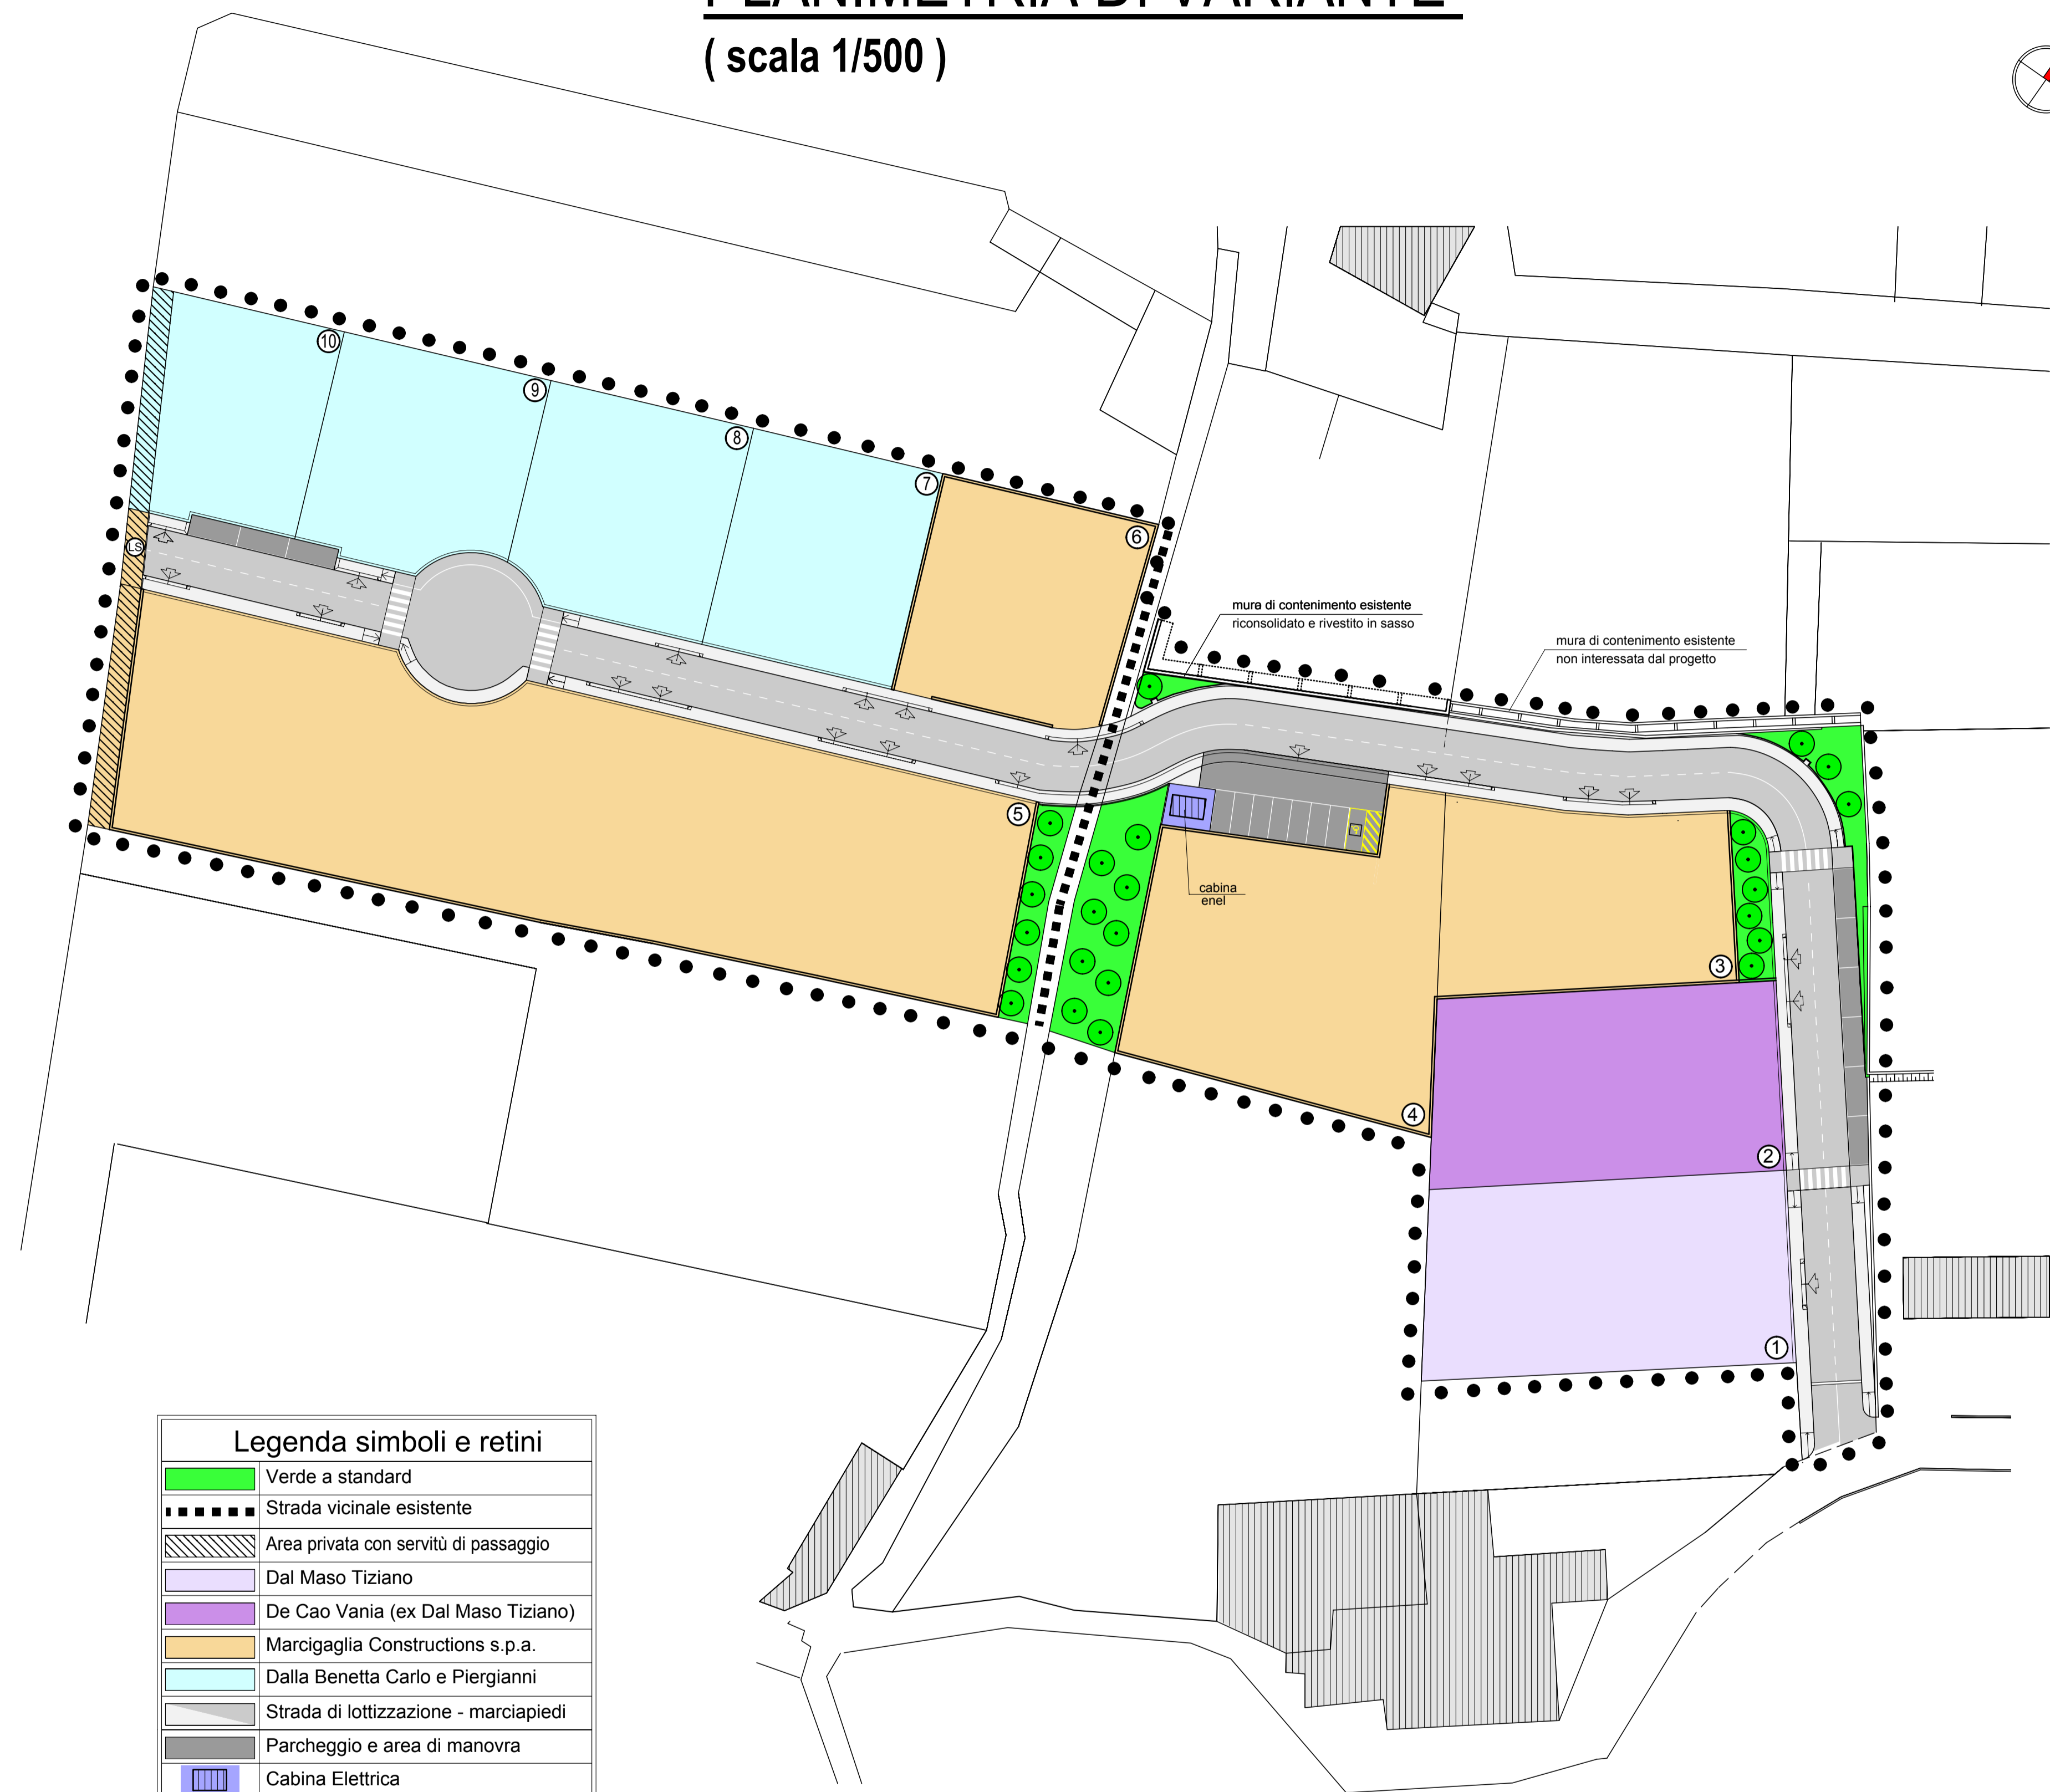 PLANIMETRIA DI VARIANTE
( scala 1/500 )
10
9
8
7
6
LS
mura di contenimento esistente
riconsolidato e rivestito in sasso
mura di contenimento esistente
non interessata dal progetto
5
cabina
enel
3
4
2
1
Legenda simboli e retini
Verde a standard
Strada vicinale esistente
Area privata con servitù di passaggio
Dal Maso Tiziano
De Cao Vania (ex Dal Maso Tiziano)
Marcigaglia Constructions s.p.a.
Dalla Benetta Carlo e Piergianni
Strada di lottizzazione - marciapiedi
Parcheggio e area di manovra
Cabina Elettrica